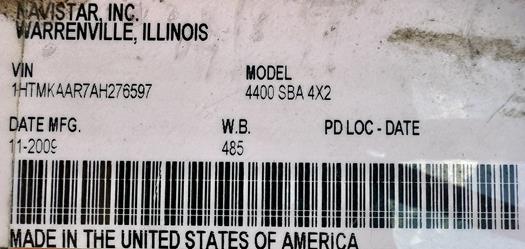 NAVISTAR, INC.
WARRENVILLE, ILLINOIS
VIN MODEL
1HTMKAAR7AH276597 4400 SBA 4X2
DATE MFG. W.B. PD LOC - DATE
11-2009 485
MADE IN THE UNITED STATES OF AMERICA